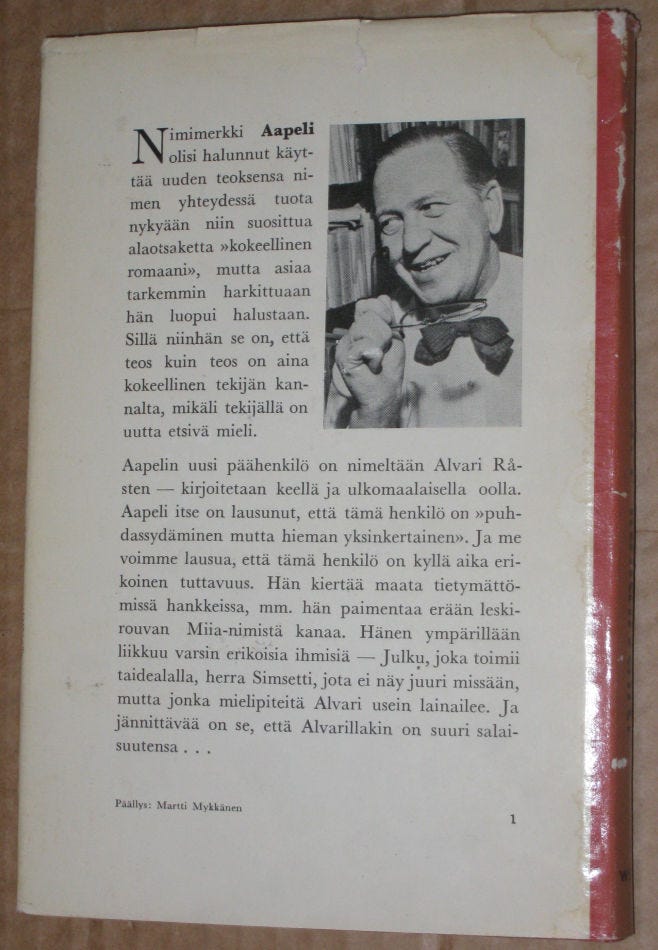 Nimimerkki Aapeli
olisi halunnut käyt-
tää uuden teoksensa ni-
men yhteydessä tuota
nykyään niin suosittua
alaotsaketta »kokeellinen
romaani», mutta asiaa
tarkemmin harkittuaan
hän luopui halustaan.
Sillä niinhän se on, että
teos kuin teos on aina
kokeellinen tekijän kan-
nalta, mikäli tekijällä on
uutta etsivä mieli.
Aapelin uusi päähenkilö on nimeltään Alvari Rå-
sten — kirjoitetaan keellä ja ulkomaalaisella oolla.
Aapeli itse on lausunut, että tämä henkilö on »puh-
dassydäminen mutta hieman yksinkertainen». Ja me
voimme lausua, että tämä henkilö on kyllä aika eri-
koinen tuttavuus. Hän kiertää maata tietymättö-
missä hankkeissa, mm. hän paimentaa erään leski-
rouvan Miia-nimistä kanaa. Hänen ympärillään
liikkuu varsin erikoisia ihmisiä — Julku, joka toimii
taidealalla, herra Simsetti, jota ei näy juuri missään,
mutta jonka mielipiteitä Alvari usein lainailee. Ja
jännittävää on se, että Alvarillakin on suuri salai-
suutensa . . .
Päällys: Martti Mykkänen
1
W